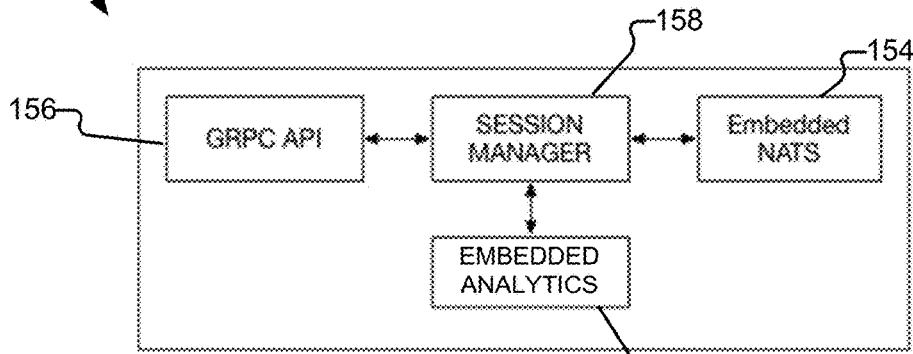 158
154
156
GRPC API
SESSION
MANAGER
Embedded
NATS
EMBEDDED
ANALYTICS